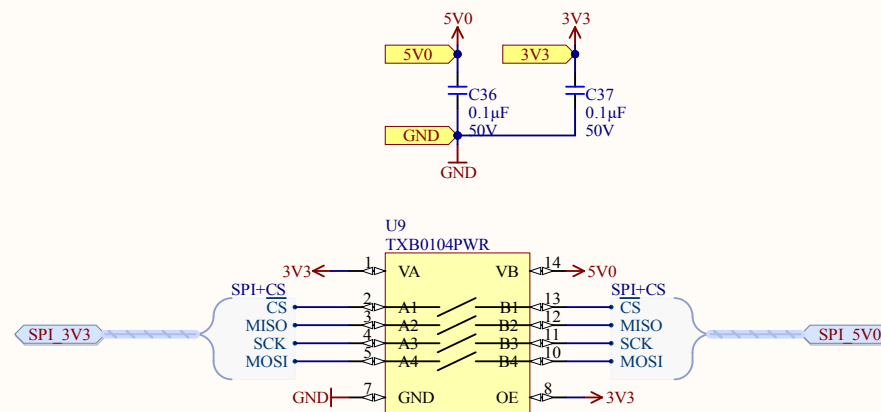 5V0 3V3
5V0 3V3
C36 C37
0.1µF 0.1µF
50V 50V
GND
GND
U9
TXB0104PWR
3V3 1 VA VB 14 5V0
SPI+CS SPI+CS
CS 2 A1 B1 13 CS
MISO 3 A2 B2 12 MISO
SPI_3V3 SPI_5V0
SCK 4 A3 B3 11 SCK
MOSI 5 A4 B4 10 MOSI
GND 7 GND OE 8 3V3